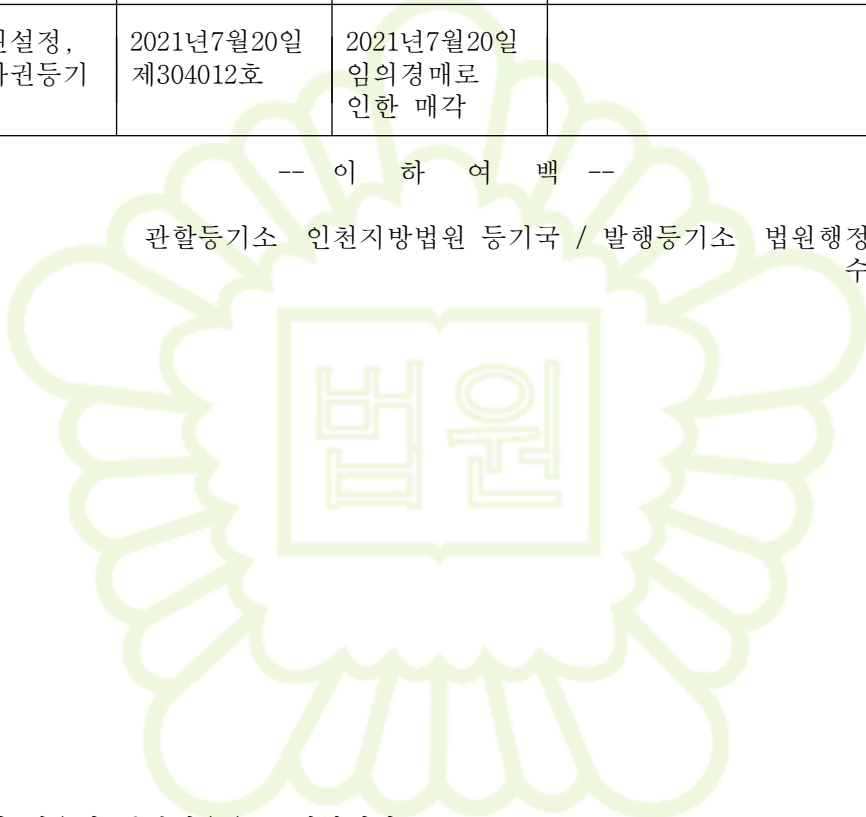 2021년7월20일 2021년7월20일
제304012호 임의경매로
인한 매각
설정,
권등기
-- 이 하 여 백 --
관할등기소 인천지방법원 등기국 / 발행등기소 법원행정
수
법원